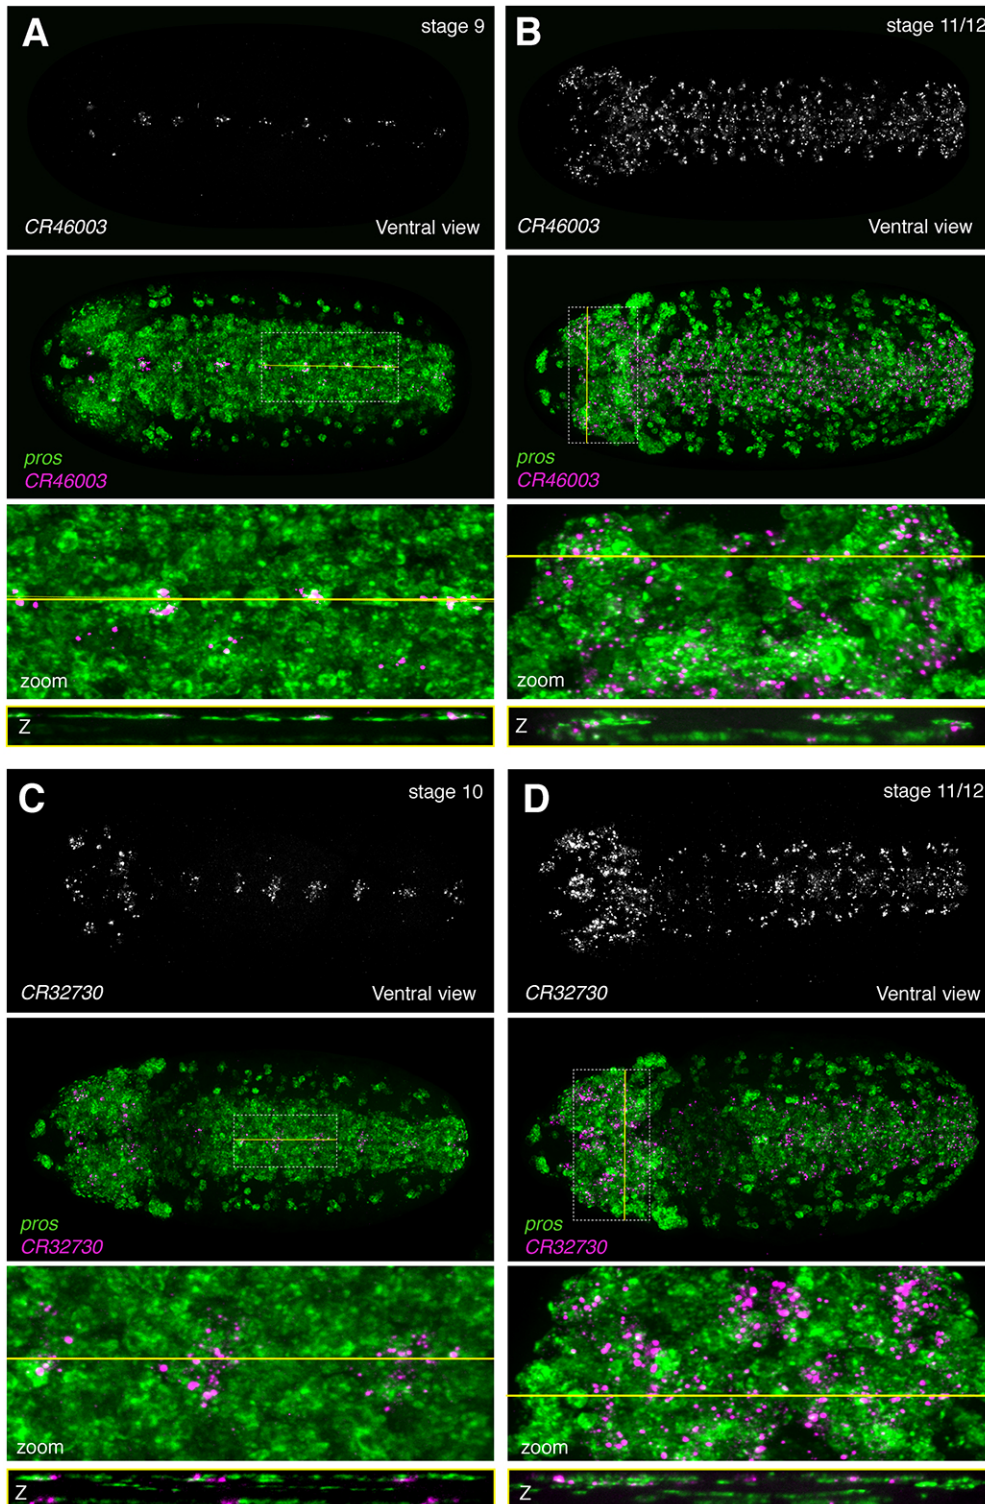 A
stage 9
CR46003
Ventral view
pros
CR46003
zoom
Z
B
stage 11/12
CR46003
Ventral view
pros
CR46003
zoom
Z
C
stage 10
CR32730
Ventral view
pros
CR32730
zoom
Z
D
stage 11/12
CR32730
Ventral view
pros
CR32730
zoom
Z